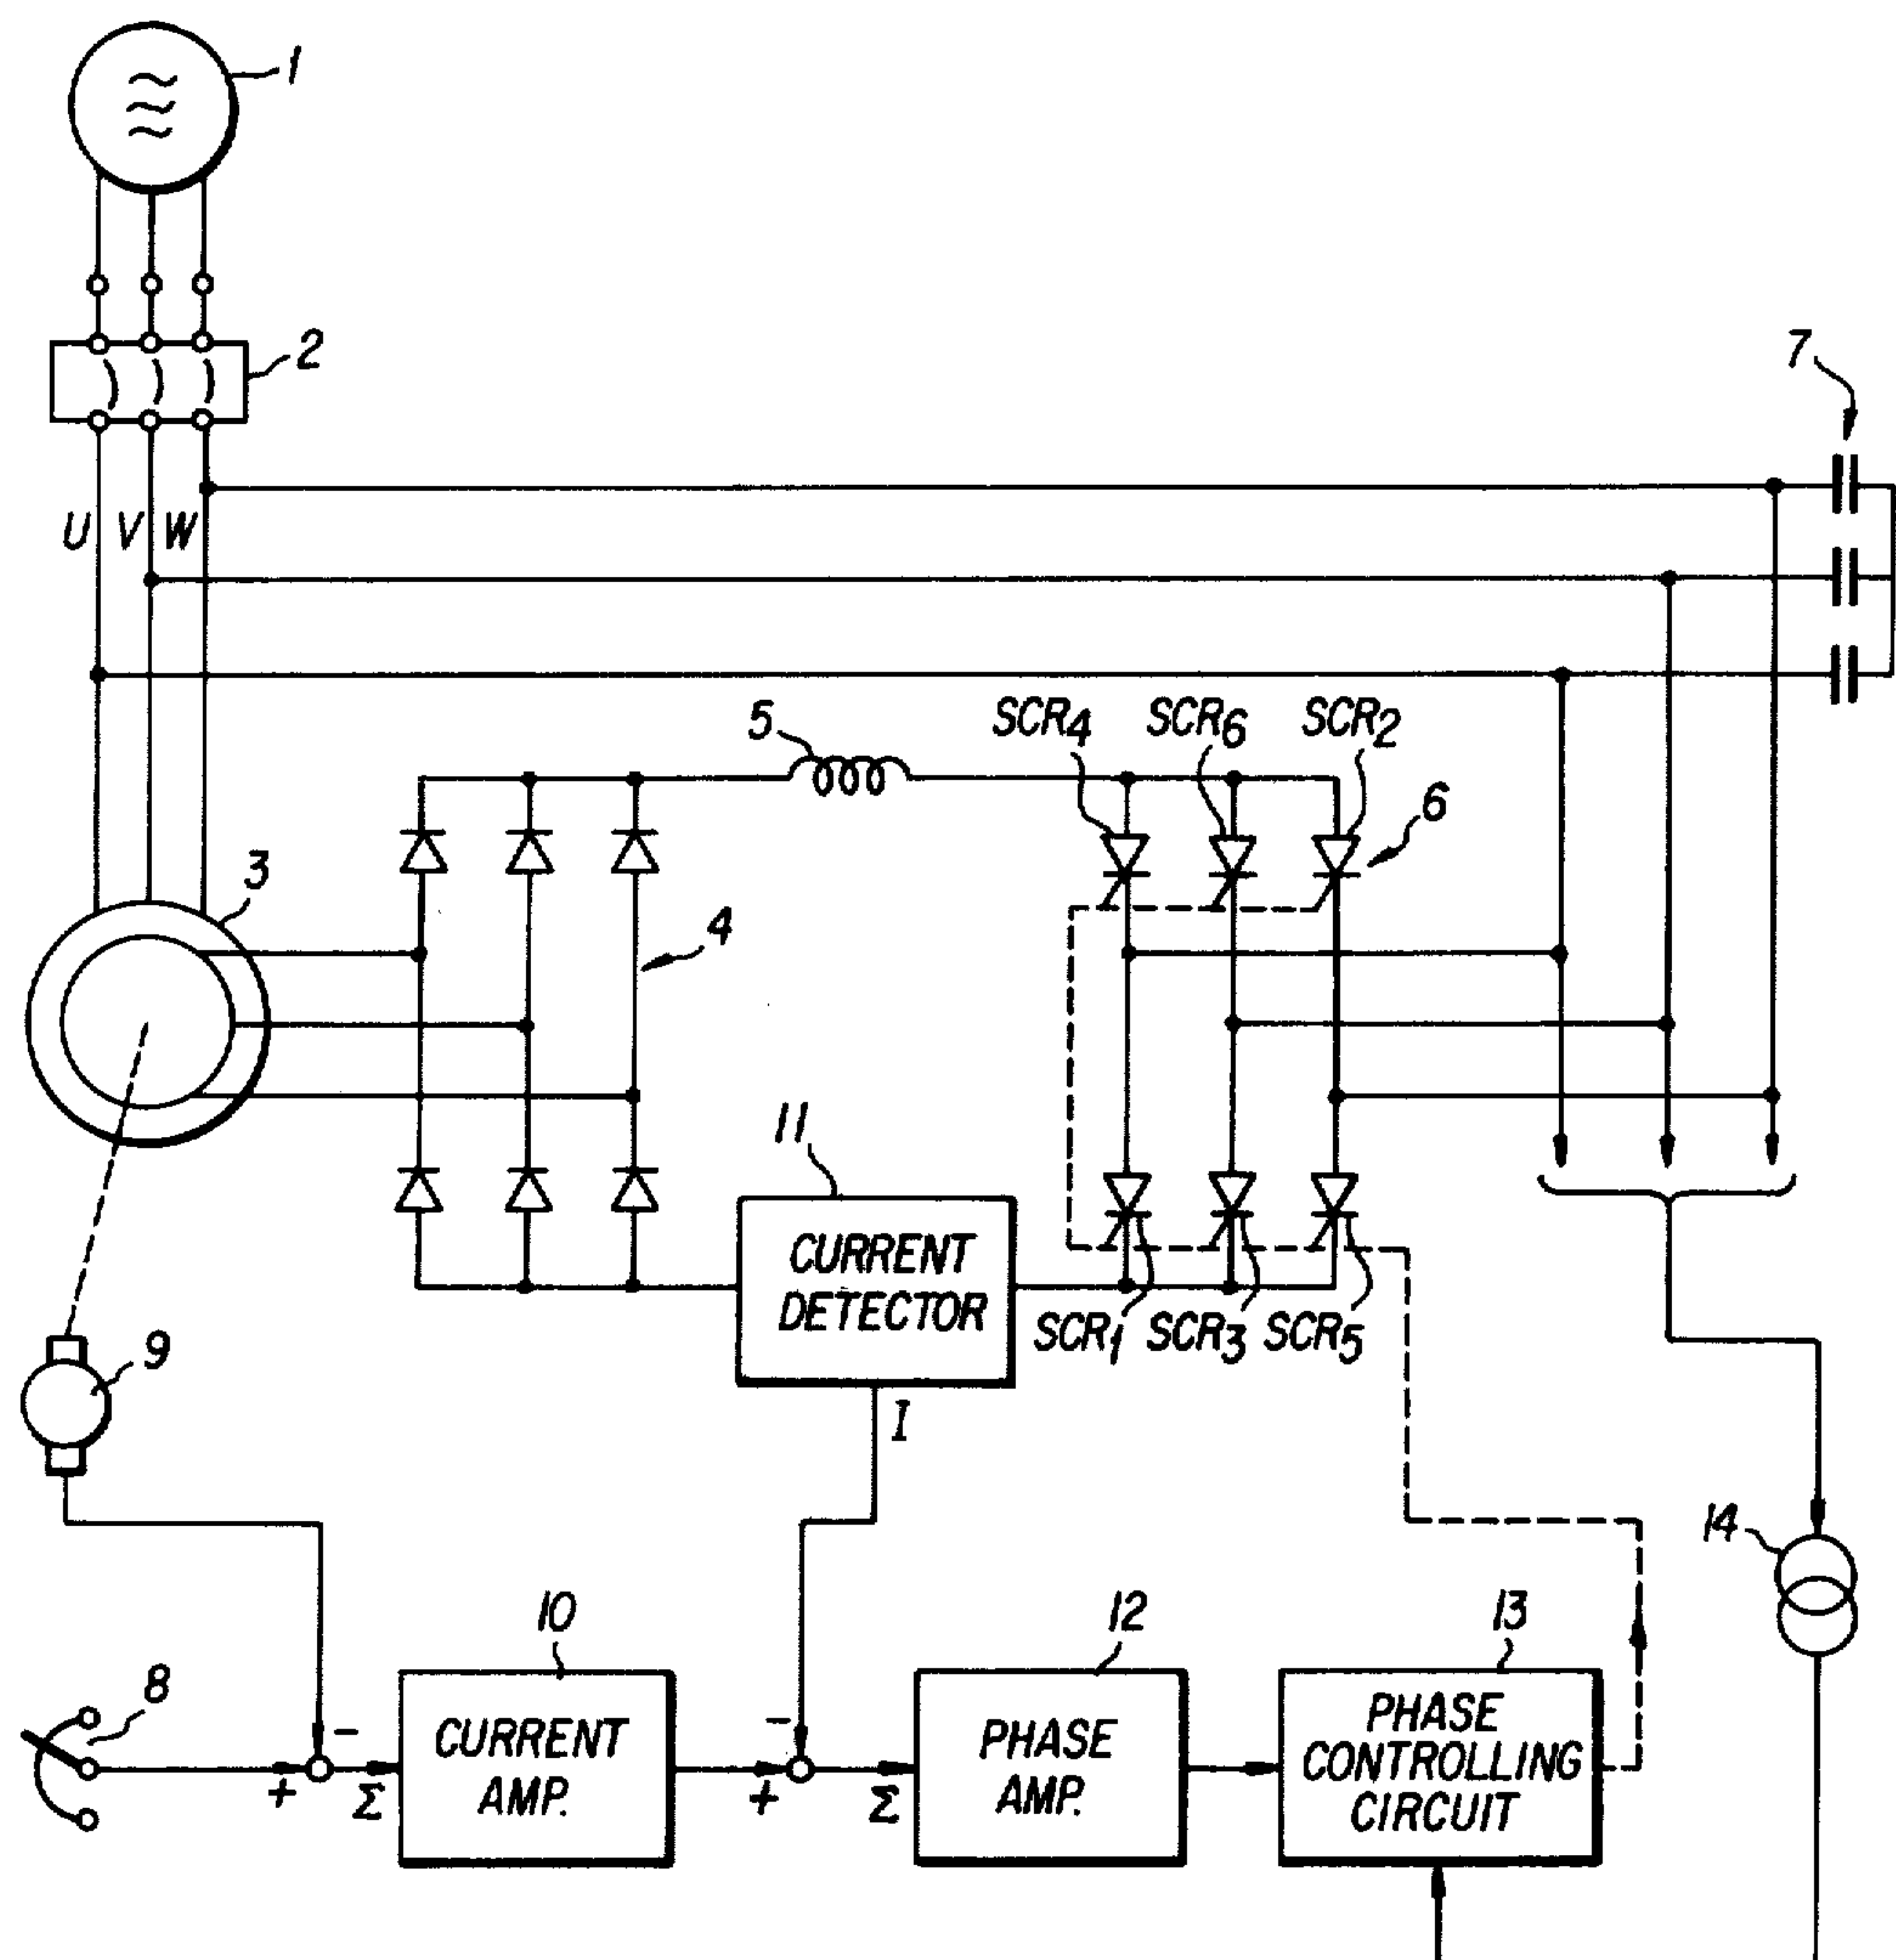 1
2
7
U V W
5
SCR4
SCR6
SCR2
6
3
4
11
CURRENT
DETECTOR
SCR1 SCR3 SCR5
9
I
14
10
12
13
8
-
-
CURRENT
AMP.
PHASE
AMP.
PHASE
CONTROLLING
CIRCUIT
+
Σ
+
Σ